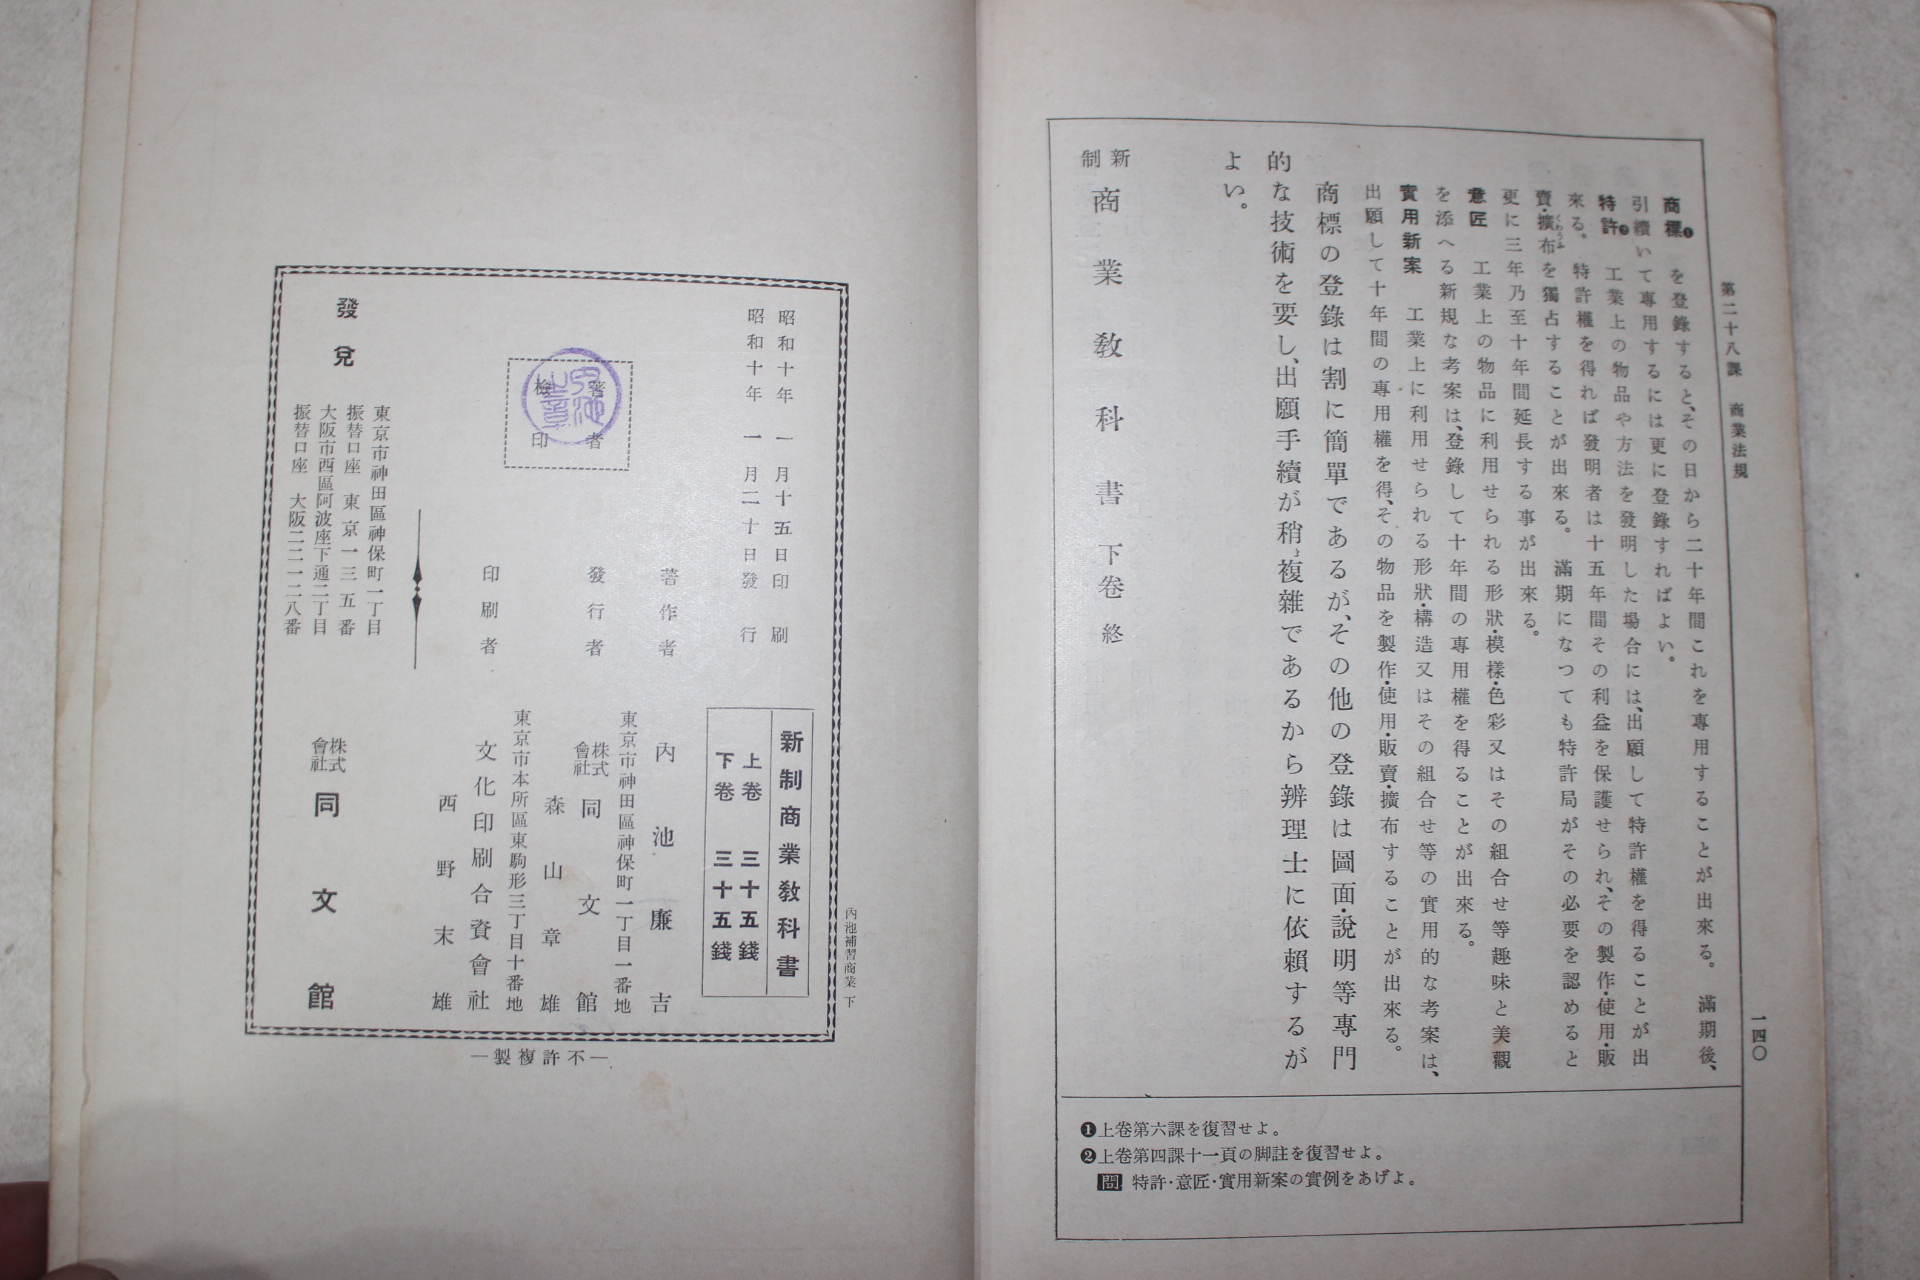 第二十八課　商業法規
一四〇
商標❶　を登錄すると、その日から二十年間これを專用することが出來る。滿期後、
引續いて專用するには更に登錄すればよい。
特許❷　工業上の物品や方法を發明した場合には、出願して特許權を得ることが出
來る。特許權を得れば發明者は十五年間その利益を保護せられ、その製作・使用・販
賣・擴布を獨占することが出來る。滿期になつても特許局がその必要を認めると
更に三年乃至十年間延長する事が出來る。
意匠　工業上の物品に利用せられる形狀・模樣・色彩又はその組合せ等趣味と美觀
を添へる新規な考案は、登錄して十年間の專用權を得ることが出來る。
實用新案　工業上に利用せられる形狀・構造又はその組合せ等の實用的な考案は、
出願して十年間の專用權を得、その物品を製作・使用・販賣・擴布することが出來る。
商標の登錄は割に簡單であるが、その他の登錄は圖面・說明等專門
的な技術を要し、出願手續が稍〻複雜であるから辨理士に依賴するが
よい。
新制 商業敎科書 下卷 終
❶上卷第六課を復習せよ。
❷上卷第四課十一頁の脚註を復習せよ。
問 特許・意匠・實用新案の實例をあげよ。
內池補習商業 下
昭和十年 一月十五日印刷
昭和十年 一月二十日發行
新制商業敎科書
上卷 三十五錢
下卷 三十五錢
著者
檢印
著作者 內池廉吉
東京市神田區神保町一丁目一番地
發行者 株式會社 同文館
森山章雄
東京市本所區東駒形三丁目十番地
印刷者 文化印刷合資會社
西野末雄
東京市神田區神保町一丁目
振替口座 東京一三五番
大阪市西區阿波座下通二丁目
振替口座 大阪二二一二八番
發兌 株式會社 同文館
―不許複製―